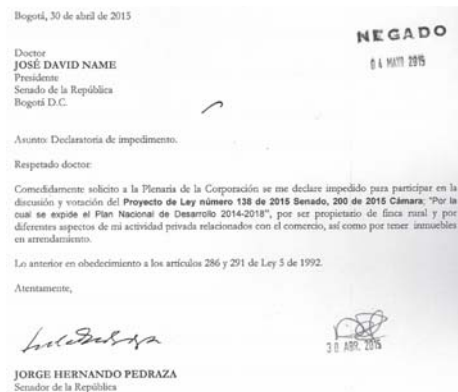 Bogotá, 30 de abril de 2015
NEGADO
04 MAYO 2015
Doctor
JOSÉ DAVID NAME
Presidente
Senado de la República
Bogotá D.C.
Asunto: Declaratoria de impedimento.
Respetado doctor:
Comedidamente solicito a la Plenaria de la Corporación se me declare impedido para participar en la
discusión y votación del Proyecto de Ley número 138 de 2015 Senado, 200 de 2015 Cámara; "Por la
cual se expide el Plan Nacional de Desarrollo 2014-2018", por ser propietario de finca rural y por
diferentes aspectos de mi actividad privada relacionados con el comercio, así como por tener inmuebles
en arrendamiento.
Lo anterior en obedecimiento a los artículos 286 y 291 de Ley 5 de 1992.
Atentamente,
30 ABR. 2015
JORGE HERNANDO PEDRAZA
Senador de la República